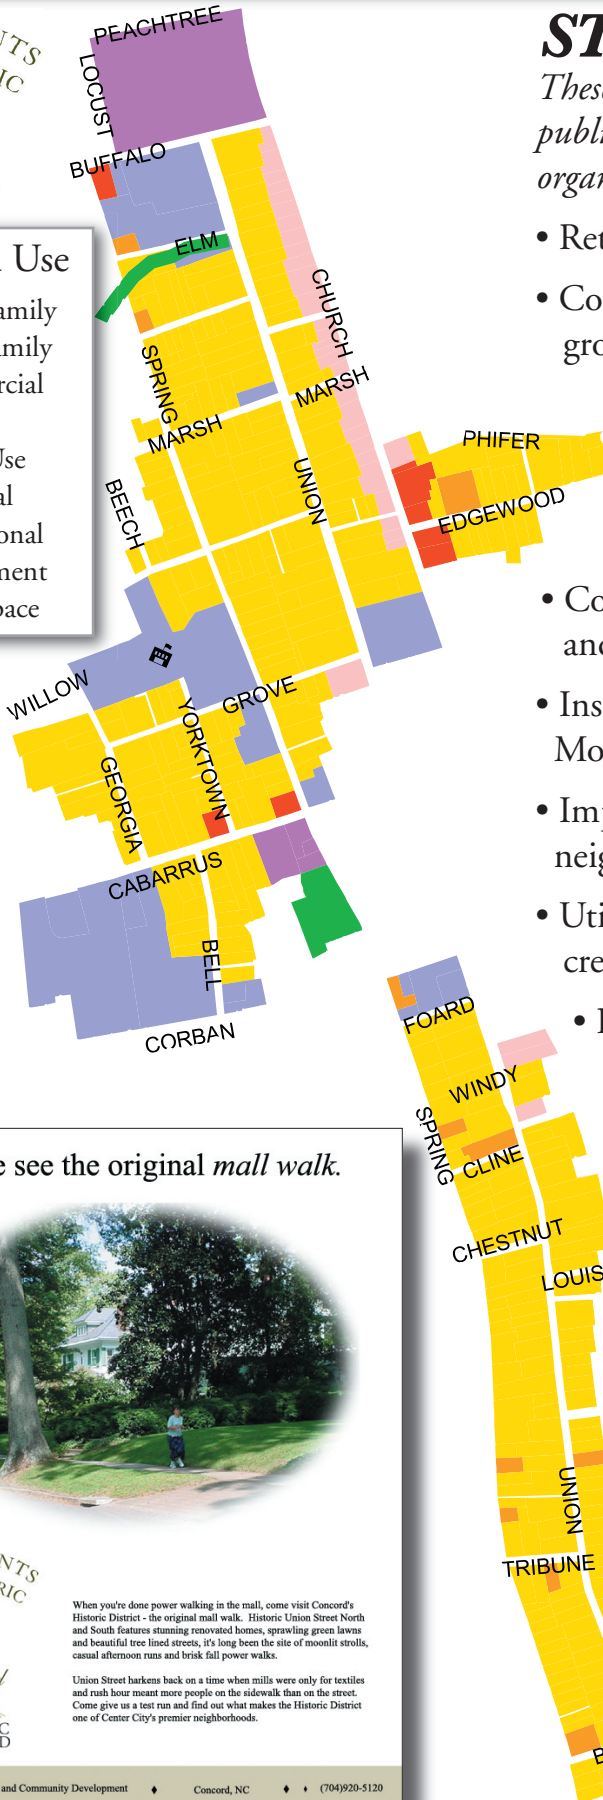 NTS
IC
PEACHTREE
LOCUST
BUFFALO
ELM
CHURCH
SPRING
MARSH
MARSH
BEECH
UNION
PHIFER
EDGEWOOD
WILLOW
GROVE
YORKTOWN
GEORGIA
CABARRUS
BELL
CORBAN
FOARD
WINDY
SPRING
CLINE
CHESTNUT
LOUIS
UNION
TRIBUNE
B
Use
amily
mily
rcial
Use
al
onal
ment
pace
ST
These
publi
organ
• Ret
• Co
gro
• Co
and
• Ins
Mo
• Imp
neig
• Uti
cre
•
e see the original mall walk.
NTS
RIC
When you're done power walking in the mall, come visit Concord's
Historic District - the original mall walk. Historic Union Street North
and South features stunning renovated homes, sprawling green lawns
and beautiful tree lined streets, it's long been the site of moonlit strolls,
casual afternoon runs and brisk fall power walks.
Union Street harkens back on a time when mills were only for textiles
and rush hour meant more people on the sidewalk than on the street.
Come give us a test run and find out what makes the Historic District
one of Center City's premier neighborhoods.
C
D
and Community Development ♦ Concord, NC ♦ ♦ (704)920-5120